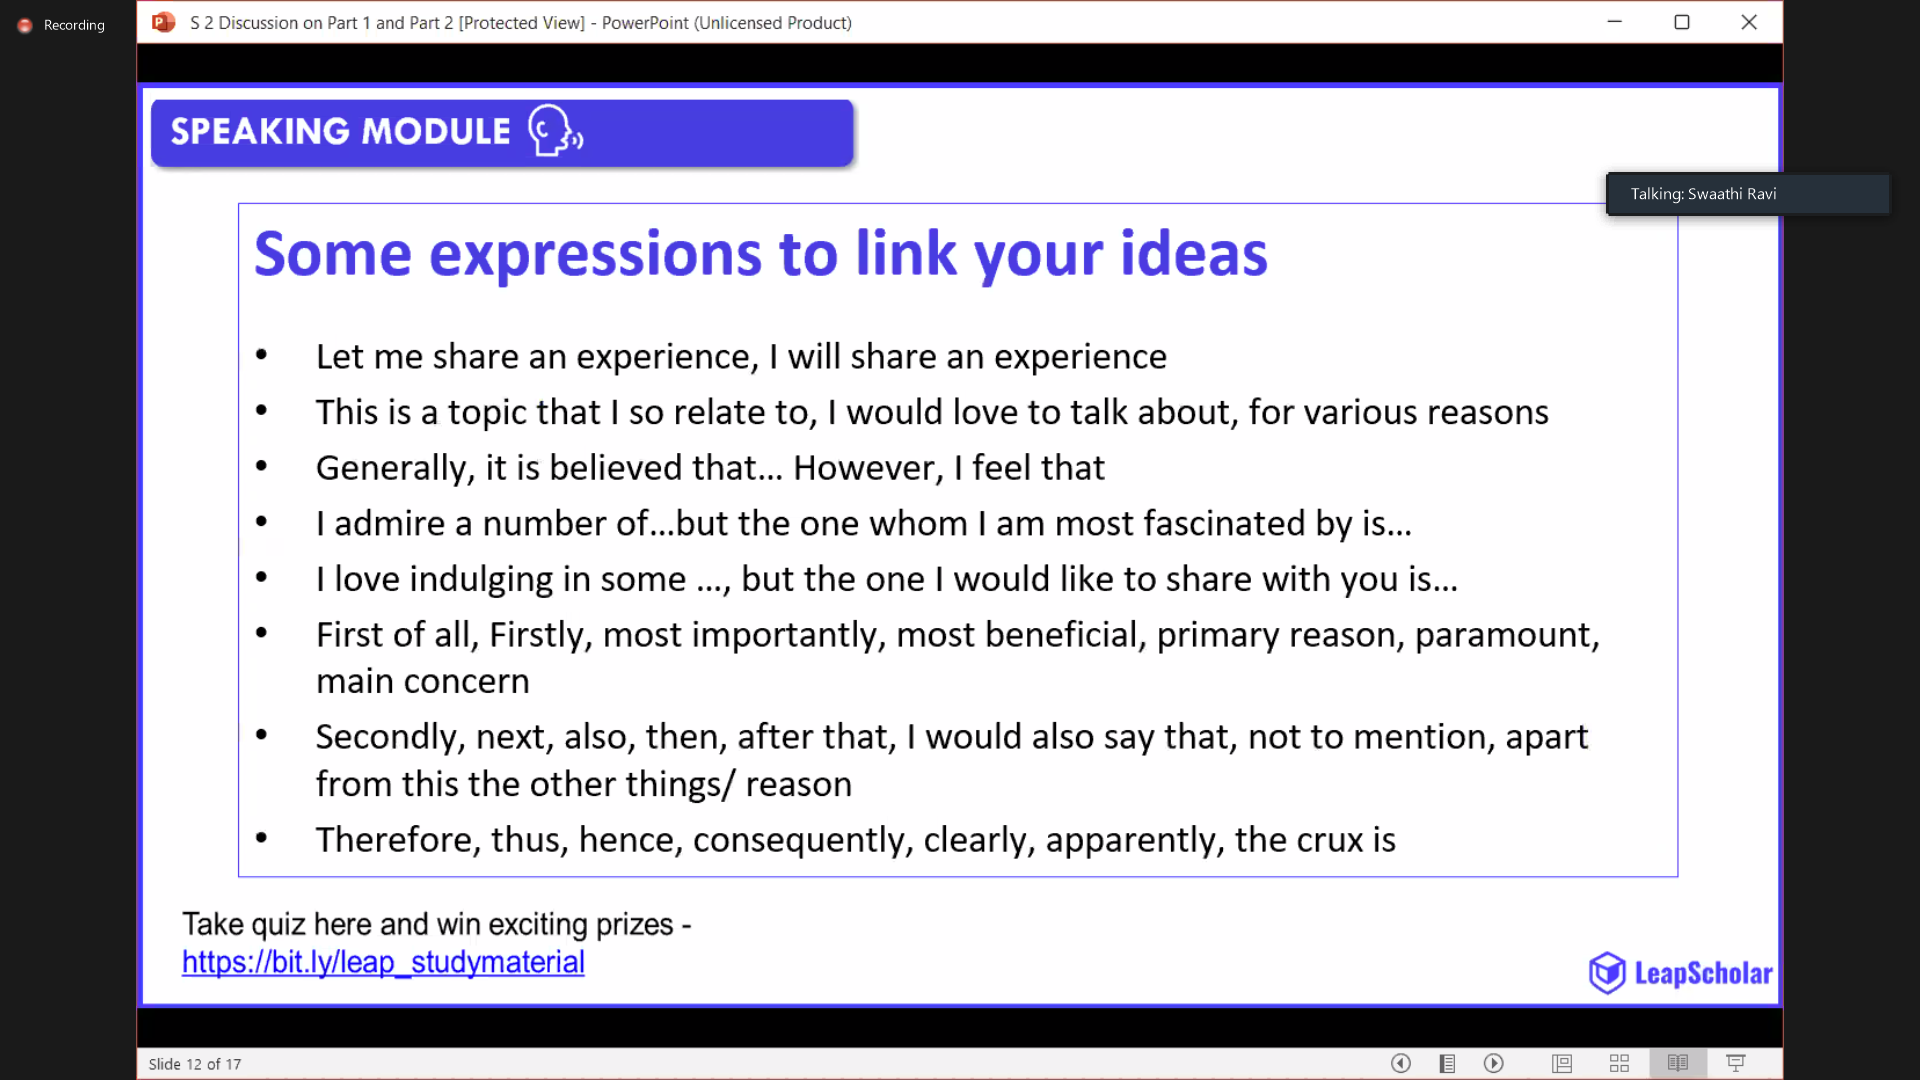 Recording
S 2 Discussion on Part 1 and Part 2 [Protected View] - PowerPoint (Unlicensed Product)
SPEAKING MODULE
Talking: Swaathi Ravi
Some expressions to link your ideas
• Let me share an experience, I will share an experience
• This is a topic that I so relate to, I would love to talk about, for various reasons
• Generally, it is believed that... However, I feel that
• I admire a number of...but the one whom I am most fascinated by is...
• I love indulging in some ..., but the one I would like to share with you is...
• First of all, Firstly, most importantly, most beneficial, primary reason, paramount,
main concern
• Secondly, next, also, then, after that, I would also say that, not to mention, apart
from this the other things/ reason
• Therefore, thus, hence, consequently, clearly, apparently, the crux is
Take quiz here and win exciting prizes -
https://bit.ly/leap_studymaterial
LeapScholar
Slide 12 of 17